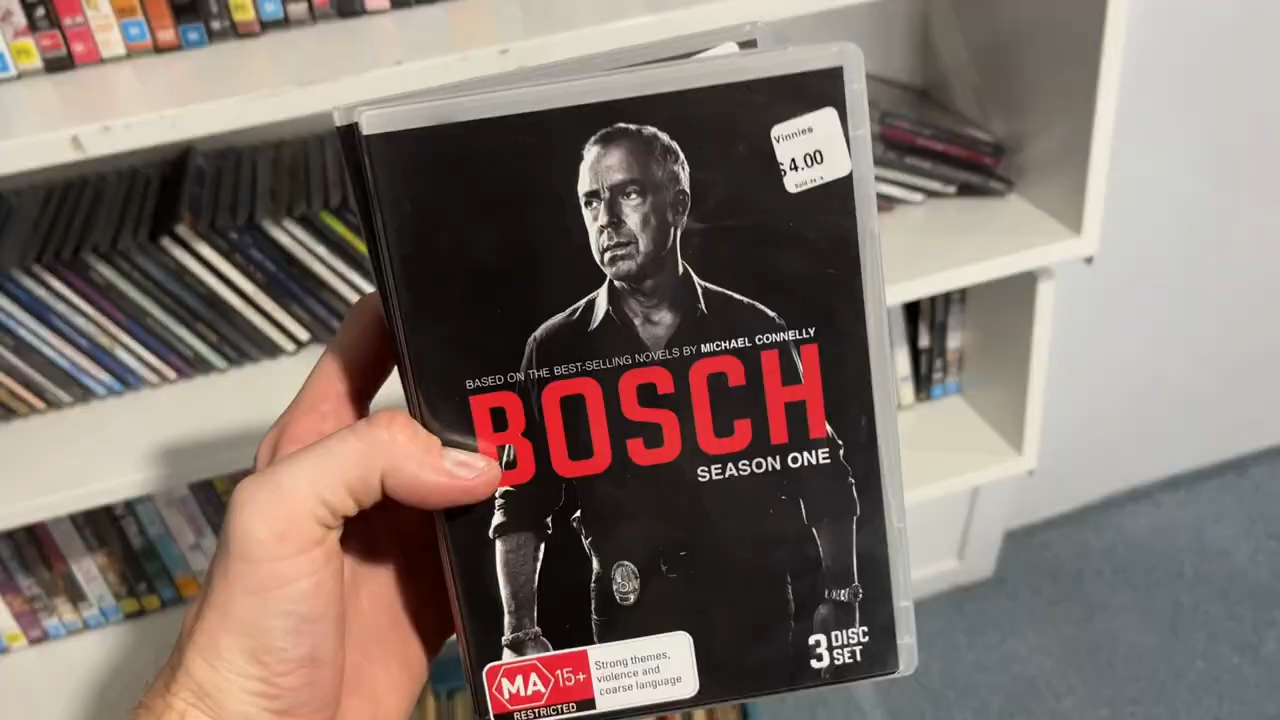 Vinnies
$4.00
BASED ON THE BEST-SELLING NOVELS BY MICHAEL CONNELLY
BOSCH
SEASON ONE
3 DISC
SET
MA 15+
RESTRICTED
Strong themes,
violence and
coarse language